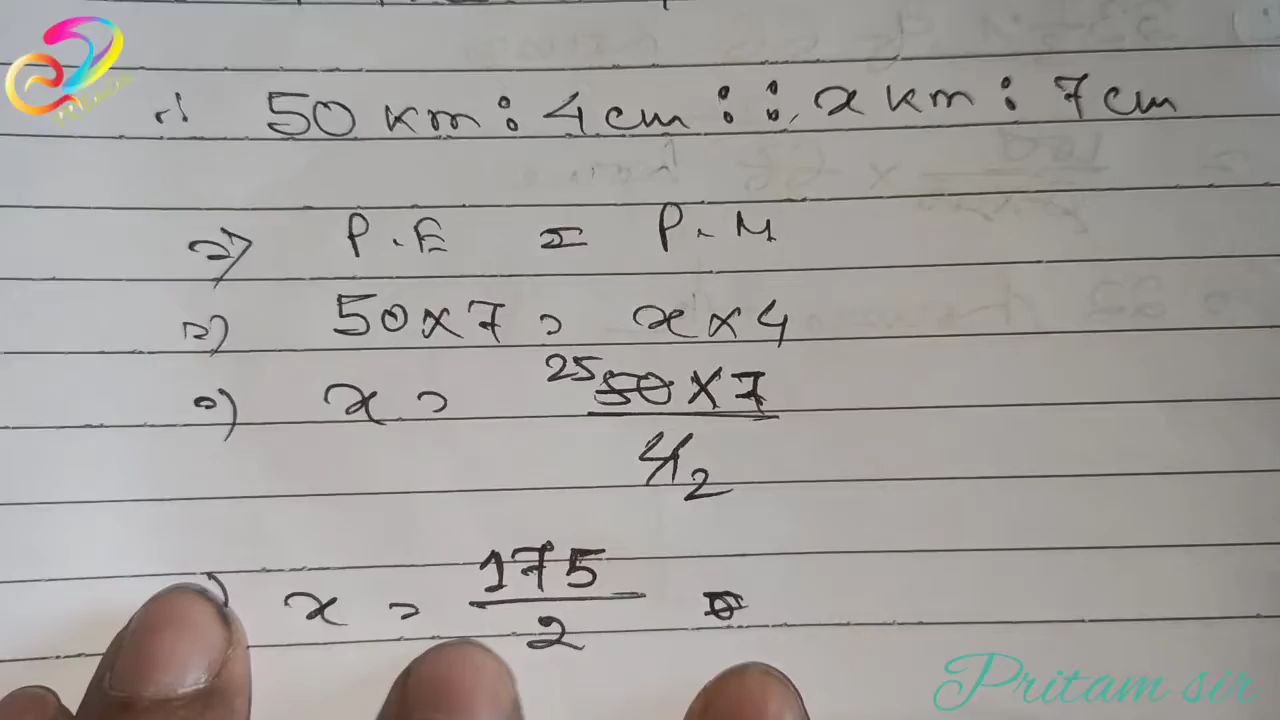 ∴ 50 km : 4 cm :: x km : 7 cm
⇒ P.E = P.M
⇒ 50 × 7 = x × 4
⇒ x = 25 50 × 7
4 2
x = 175
2
Pritam sir